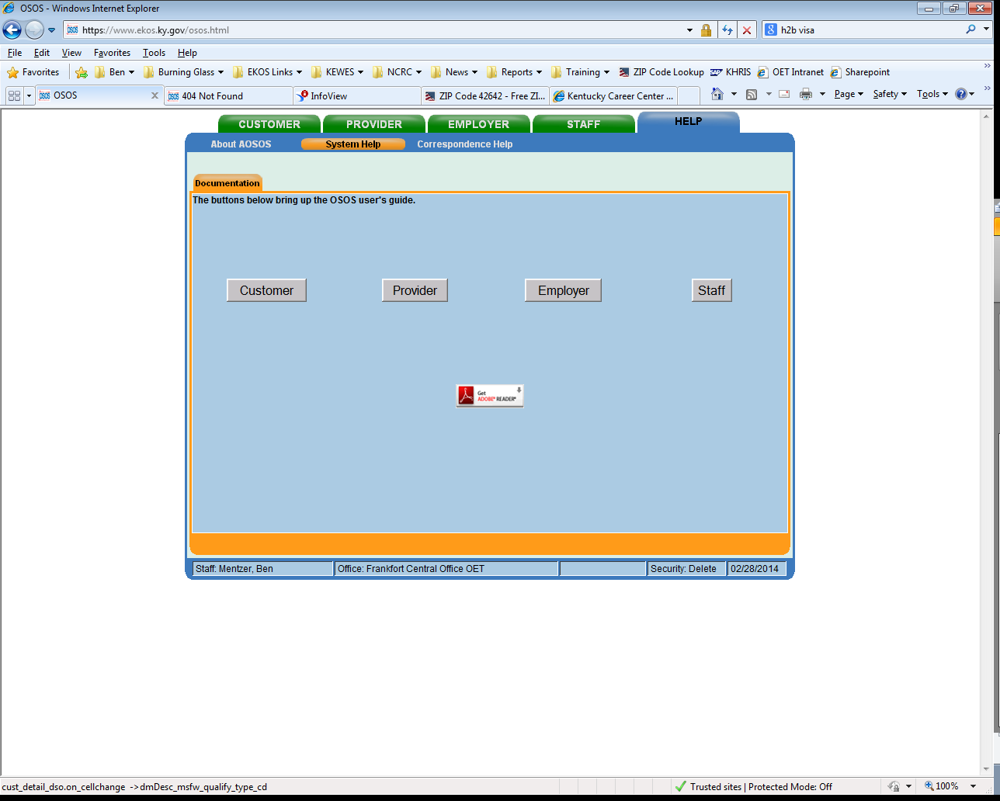 OSOS - Windows Internet Explorer
https://www.ekos.ky.gov/osos.html
h2b visa
File Edit View Favorites Tools Help
Favorites Ben Burning Glass EKOS Links KEWES NCRC News Reports Training ZIP Code Lookup KHRIS OET Intranet Sharepoint
OSOS 404 Not Found InfoView ZIP Code 42642 - Free ZI... Kentucky Career Center ... Page Safety Tools
CUSTOMER PROVIDER EMPLOYER STAFF HELP
About AOSOS System Help Correspondence Help
Documentation
The buttons below bring up the OSOS user's guide.
Customer Provider Employer Staff
Get
ADOBE® READER®
Staff: Mentzer, Ben Office: Frankfort Central Office OET Security: Delete 02/28/2014
cust_detail_dso.on_cellchange ->dmDesc_msfw_qualify_type_cd Trusted sites | Protected Mode: Off 100%